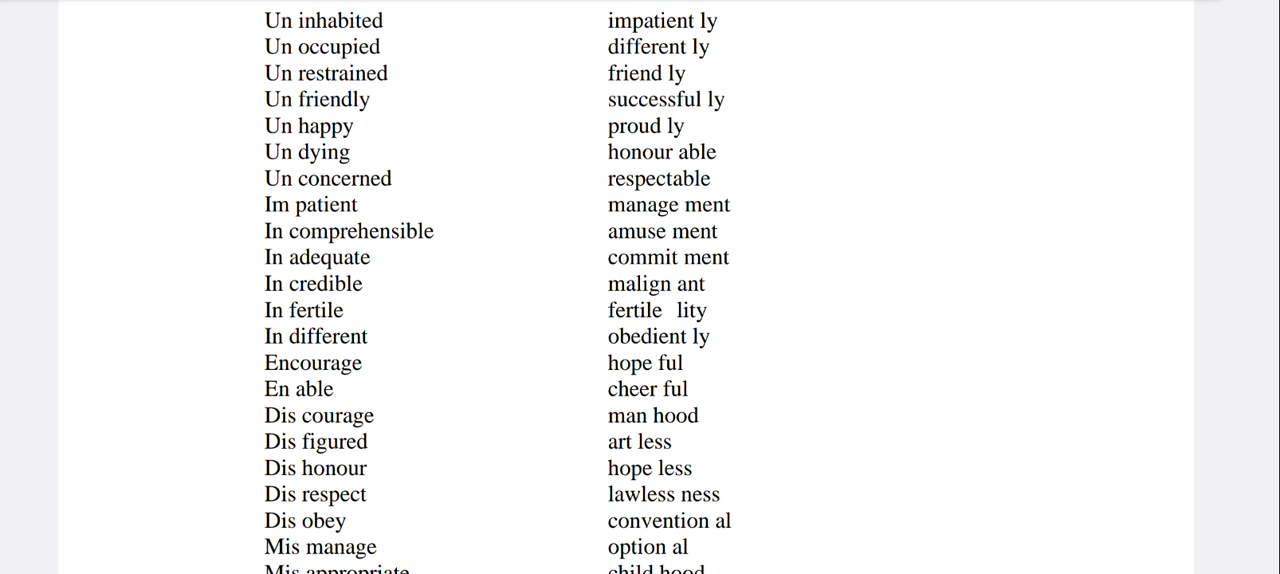 Un inhabited impatient ly
Un occupied different ly
Un restrained friend ly
Un friendly successful ly
Un happy proud ly
Un dying honour able
Un concerned respectable
Im patient manage ment
In comprehensible amuse ment
In adequate commit ment
In credible malign ant
In fertile fertile lity
In different obedient ly
Encourage hope ful
En able cheer ful
Dis courage man hood
Dis figured art less
Dis honour hope less
Dis respect lawless ness
Dis obey convention al
Mis manage option al
Mis appropriate child hood